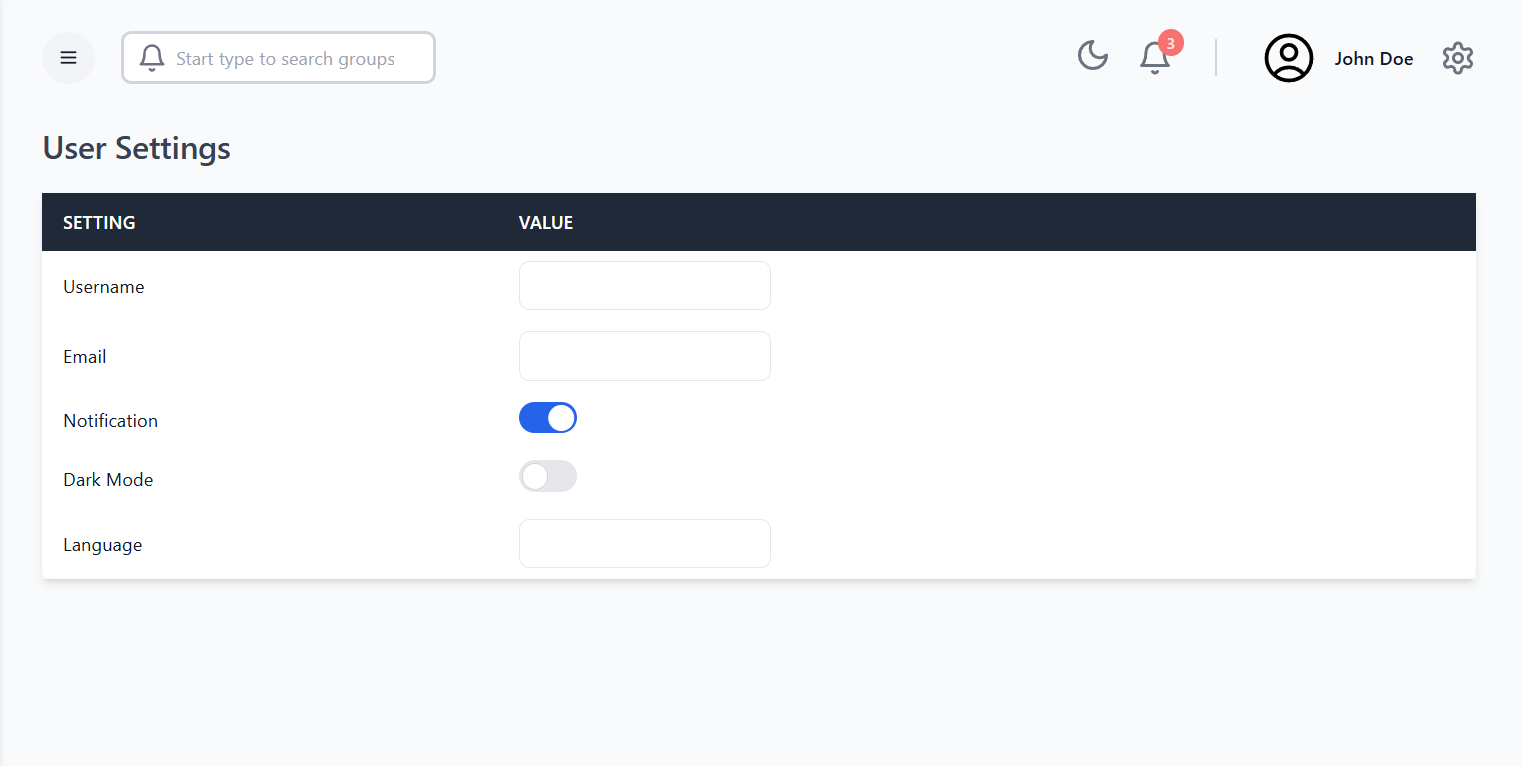 Start type to search groups
3
John Doe
User Settings
SETTING VALUE
Username
Email
Notification
Dark Mode
Language